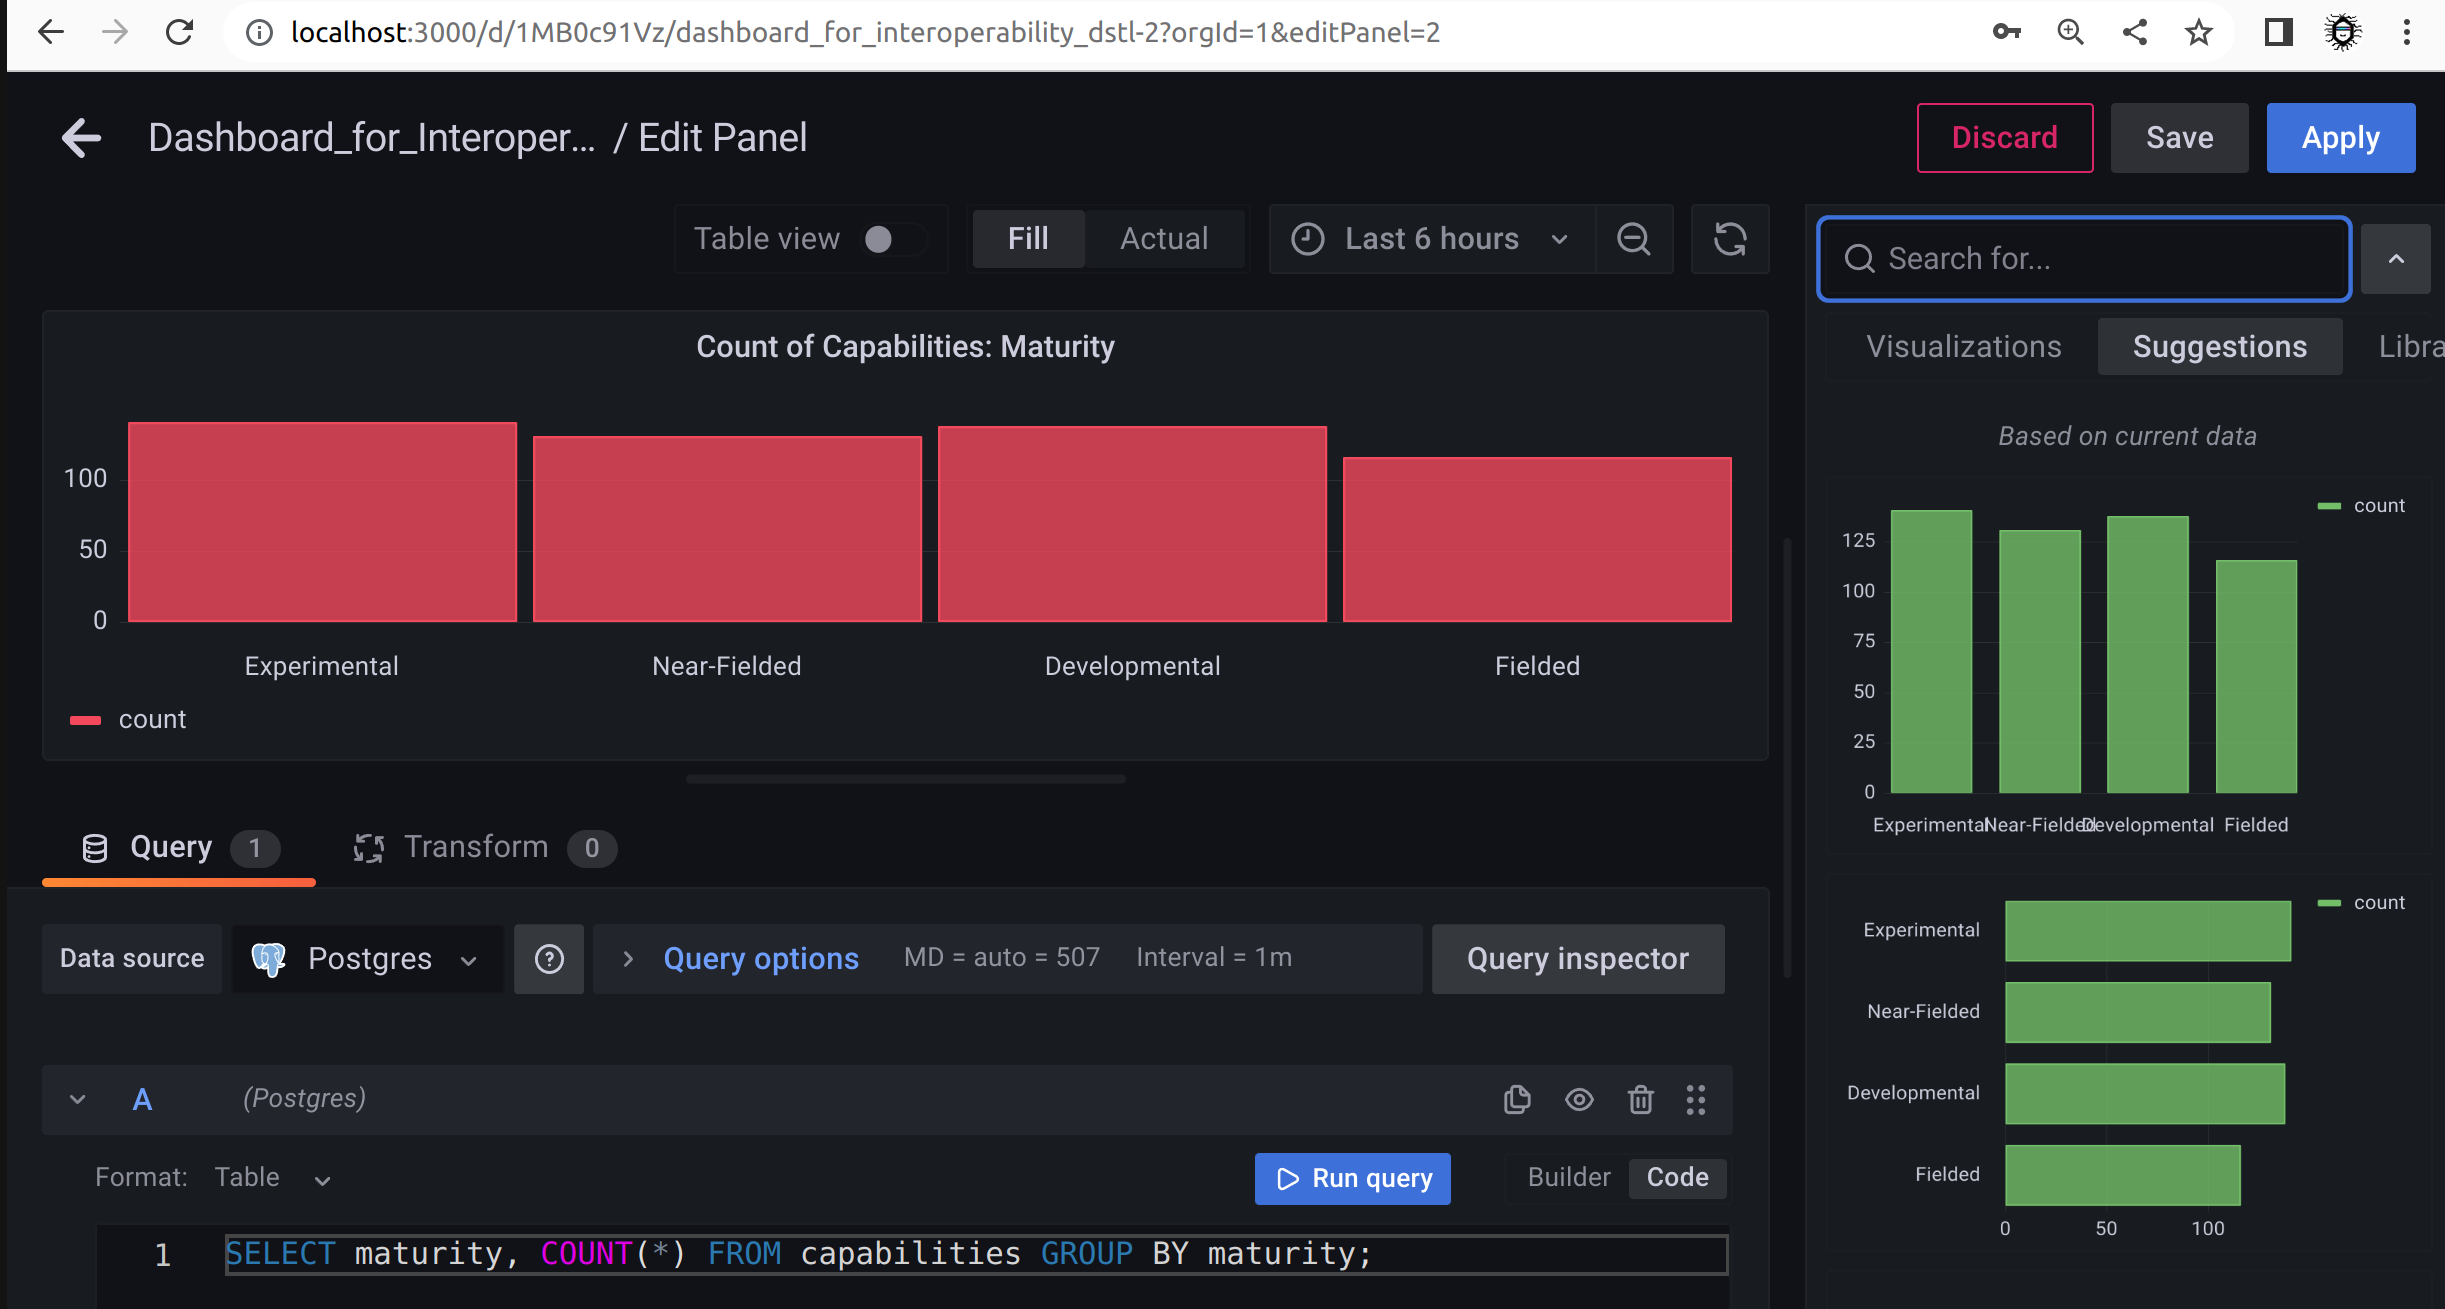 localhost:3000/d/1MB0c91Vz/dashboard_for_interoperability_dstl-2?orgId=1&editPanel=2
Dashboard_for_Interoper... / Edit Panel
Discard
Save
Apply
Table view
Fill
Actual
Last 6 hours
Search for...
Visualizations
Suggestions
Libra
Count of Capabilities: Maturity
100
50
0
Experimental
Near-Fielded
Developmental
Fielded
count
Based on current data
count
125
100
75
50
25
0
Experimental
Near-Fielded
Developmental
Fielded
count
Experimental
Near-Fielded
Developmental
Fielded
0
50
100
Query 1
Transform 0
Data source
Postgres
Query options
MD = auto = 507
Interval = 1m
Query inspector
A
(Postgres)
Format: Table
Run query
Builder
Code
1
SELECT maturity, COUNT(*) FROM capabilities GROUP BY maturity;